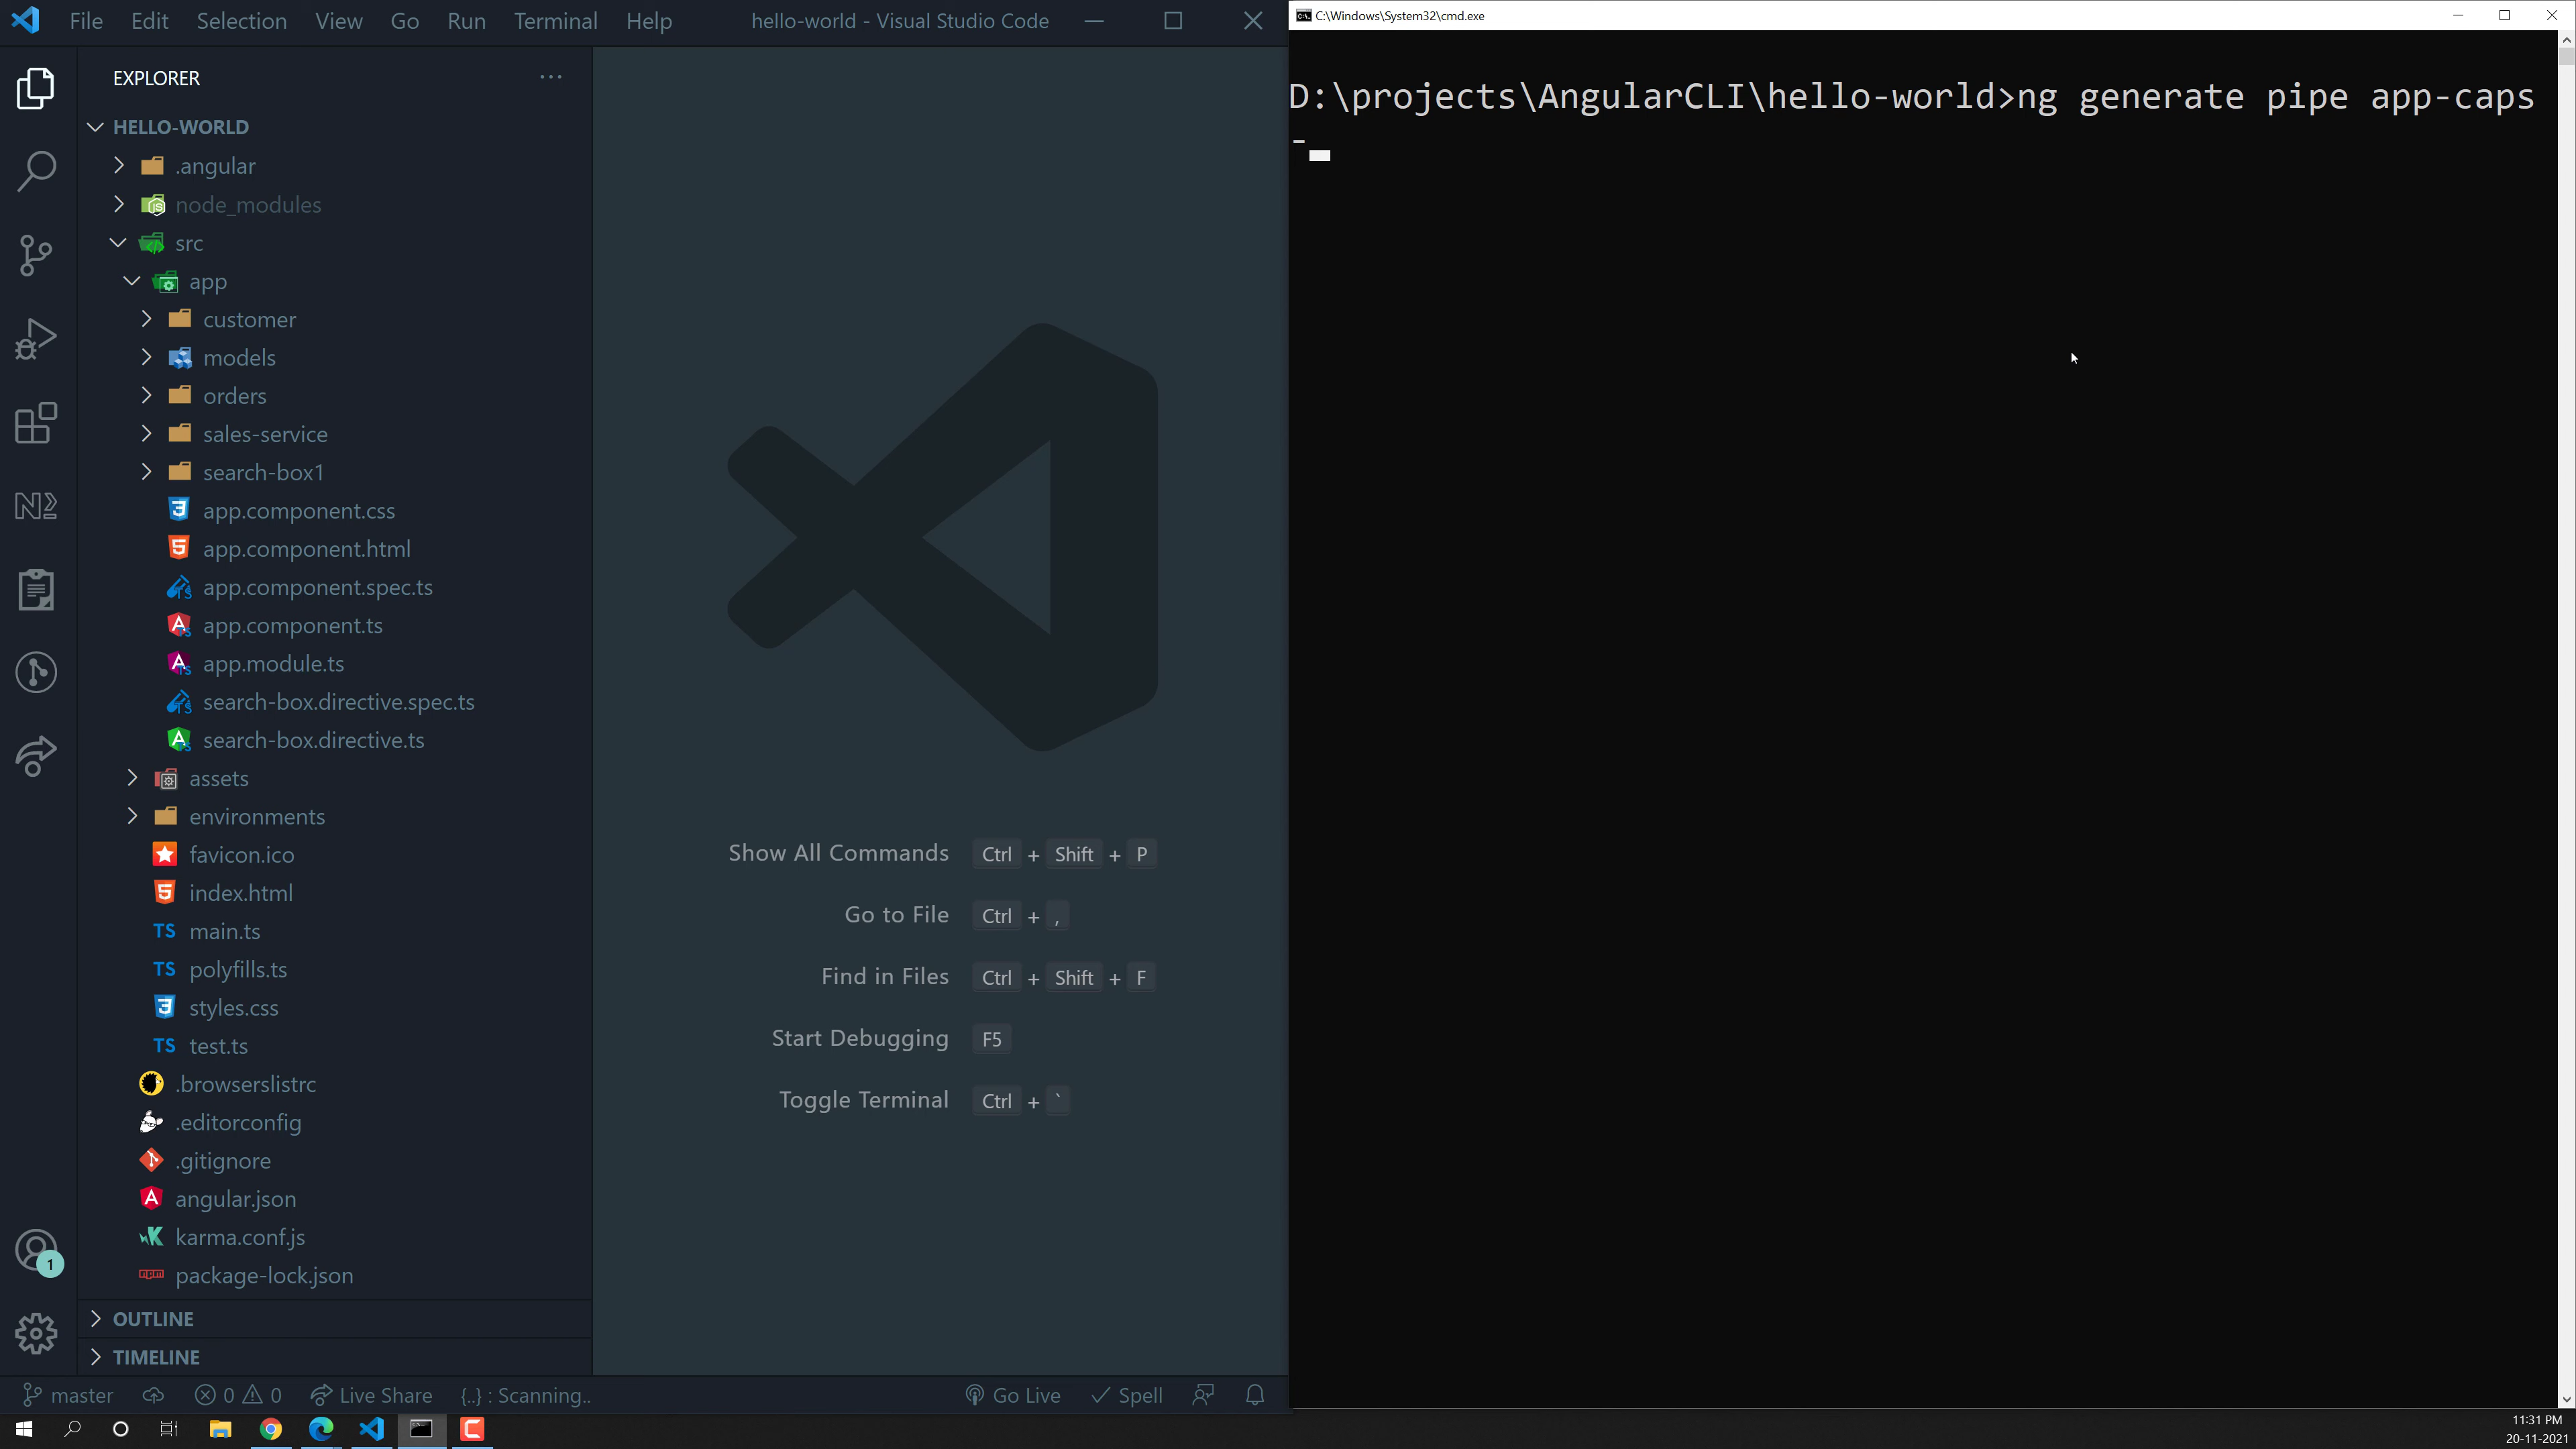 File Edit Selection View Go Run Terminal Help hello-world - Visual Studio Code
EXPLORER
HELLO-WORLD
.angular
node_modules
src
app
customer
models
orders
sales-service
search-box1
app.component.css
app.component.html
app.component.spec.ts
app.component.ts
app.module.ts
search-box.directive.spec.ts
search-box.directive.ts
assets
environments
favicon.ico
index.html
TS main.ts
TS polyfills.ts
styles.css
TS test.ts
.browserslistrc
.editorconfig
.gitignore
angular.json
karma.conf.js
package-lock.json
OUTLINE
TIMELINE
1
Show All Commands Ctrl + Shift + P
Go to File Ctrl + ,
Find in Files Ctrl + Shift + F
Start Debugging F5
Toggle Terminal Ctrl + `
master 0 0 Live Share {..} : Scanning.. Go Live Spell
C:\Windows\System32\cmd.exe
D:\projects\AngularCLI\hello-world>ng generate pipe app-caps
-
11:31 PM
20-11-2021